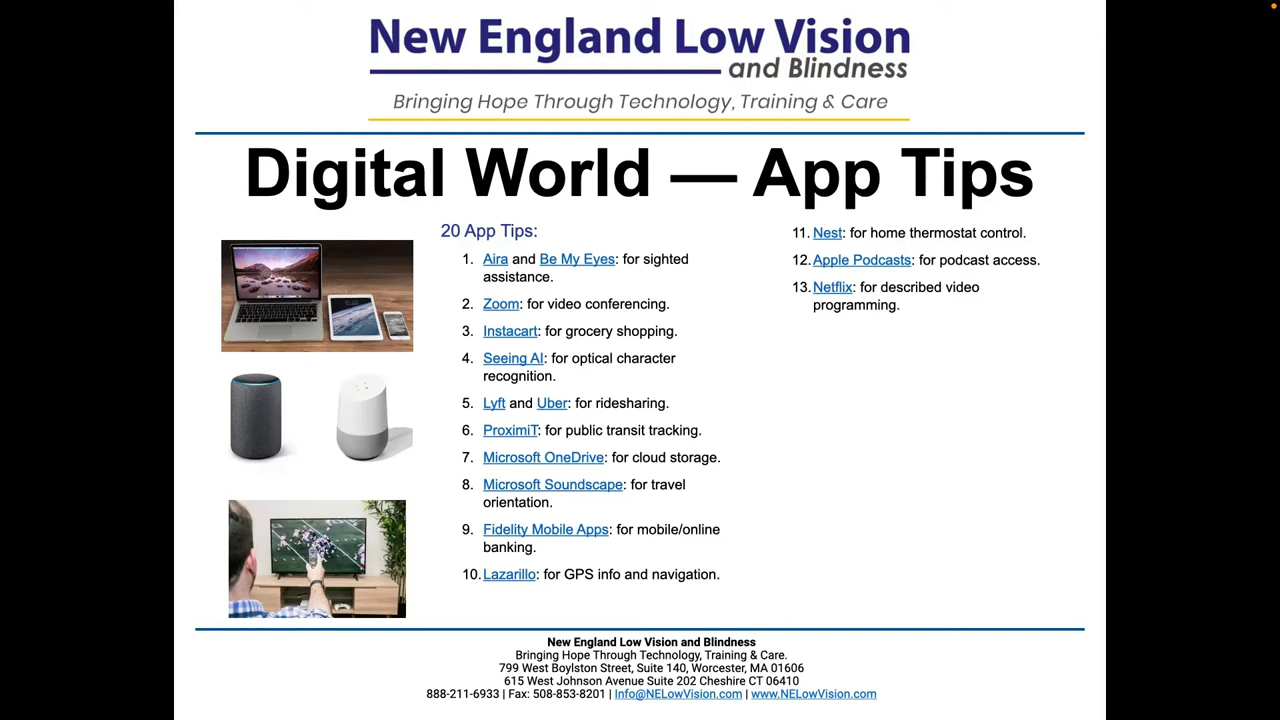 New England Low Vision
and Blindness
Bringing Hope Through Technology, Training & Care
Digital World — App Tips
20 App Tips:
1. Aira and Be My Eyes: for sighted
assistance.
2. Zoom: for video conferencing.
3. Instacart: for grocery shopping.
4. Seeing AI: for optical character
recognition.
5. Lyft and Uber: for ridesharing.
6. ProximiT: for public transit tracking.
7. Microsoft OneDrive: for cloud storage.
8. Microsoft Soundscape: for travel
orientation.
9. Fidelity Mobile Apps: for mobile/online
banking.
10. Lazarillo: for GPS info and navigation.
11. Nest: for home thermostat control.
12. Apple Podcasts: for podcast access.
13. Netflix: for described video
programming.
New England Low Vision and Blindness
Bringing Hope Through Technology, Training & Care.
799 West Boylston Street, Suite 140, Worcester, MA 01606
615 West Johnson Avenue Suite 202 Cheshire CT 06410
888-211-6933 | Fax: 508-853-8201 | Info@NELowVision.com | www.NELowVision.com